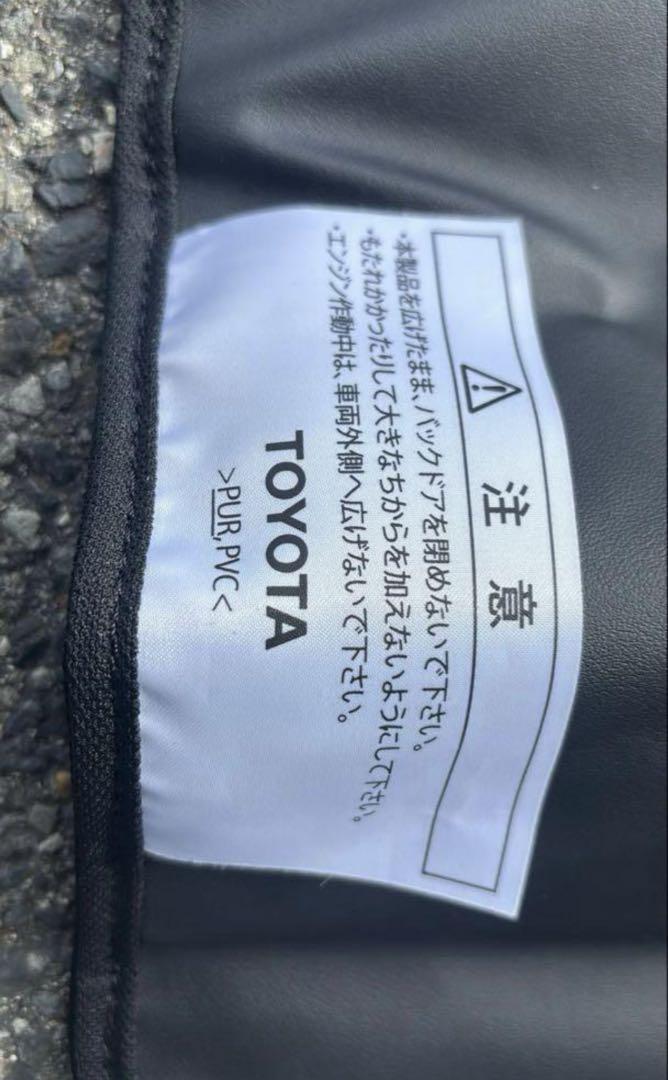 ⚠ 注意
・本製品を広げたまま、バックドアを閉めないで下さい。
・もたれかかったりして大きなちからを加えないようにして下さい。
・エンジン作動中は、車両外側へ広げないで下さい。
TOYOTA
>PUR,PVC<